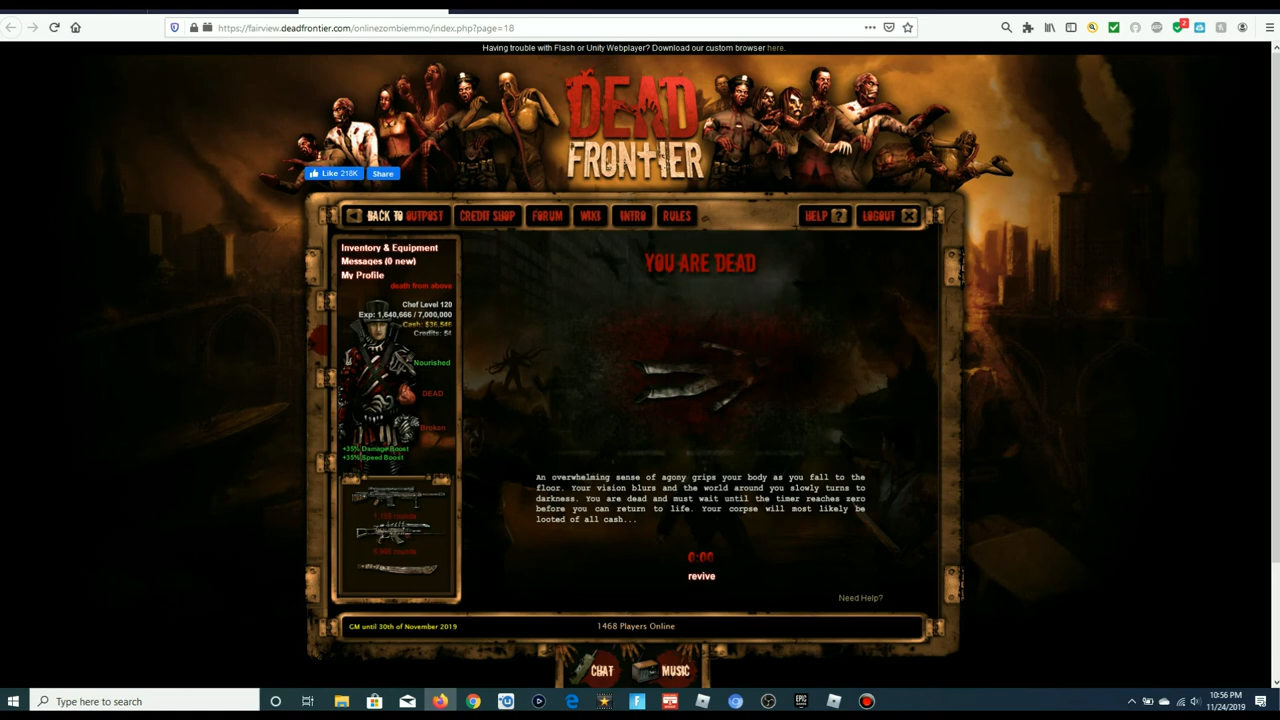 https://fairview.deadfrontier.com/onlinezombiemmo/index.php?page=18
2
Having trouble with Flash or Unity Webplayer? Download our custom browser here.
DEAD
FRONTIER
Like 218K Share
BACK TO OUTPOST CREDIT SHOP FORUM WIKI INTRO RULES HELP ? LOGOUT X
Inventory & Equipment
Messages (0 new)
My Profile
death from above
Chef Level 120
Exp: 1,640,666 / 7,000,000
Cash: $36,546
Nourished
DEAD
Broken
+35% Damage Boost
+35% Speed Boost
YOU ARE DEAD
An overwhelming sense of agony grips your body as you fall to the
floor. Your vision blurs and the world around you slowly turns to
darkness. You are dead and must wait until the timer reaches zero
before you can return to life. Your corpse will most likely be
looted of all cash...
0:00
revive
Need Help?
GM until 30th of November 2019
1468 Players Online
CHAT MUSIC
Type here to search
10:56 PM
11/24/2019